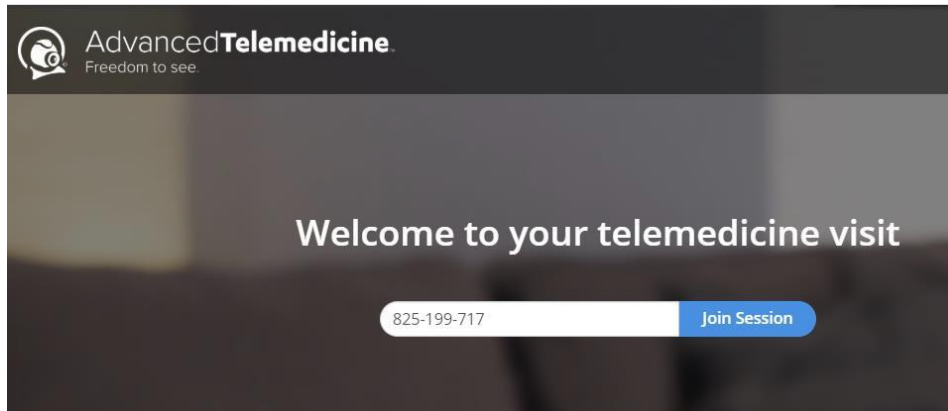 AdvancedTelemedicine.
Freedom to see.
Welcome to your telemedicine visit
825-199-717
Join Session